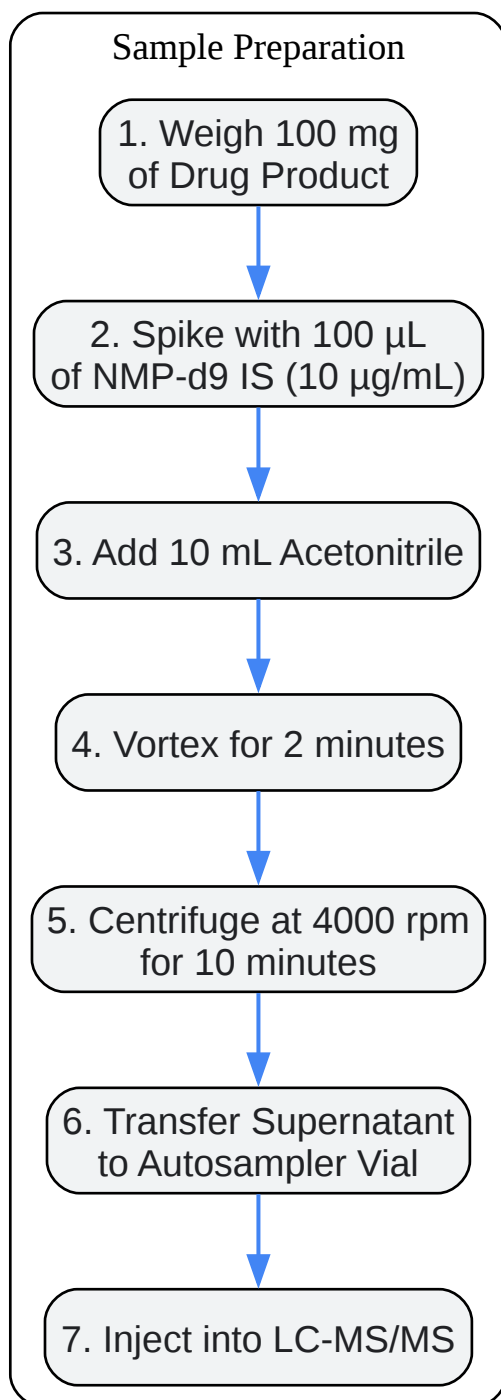 Sample Preparation
1. Weigh 100 mg
of Drug Product
2. Spike with 100 µL
of NMP-d9 IS (10 µg/mL)
3. Add 10 mL Acetonitrile
4. Vortex for 2 minutes
5. Centrifuge at 4000 rpm
for 10 minutes
6. Transfer Supernatant
to Autosampler Vial
7. Inject into LC-MS/MS